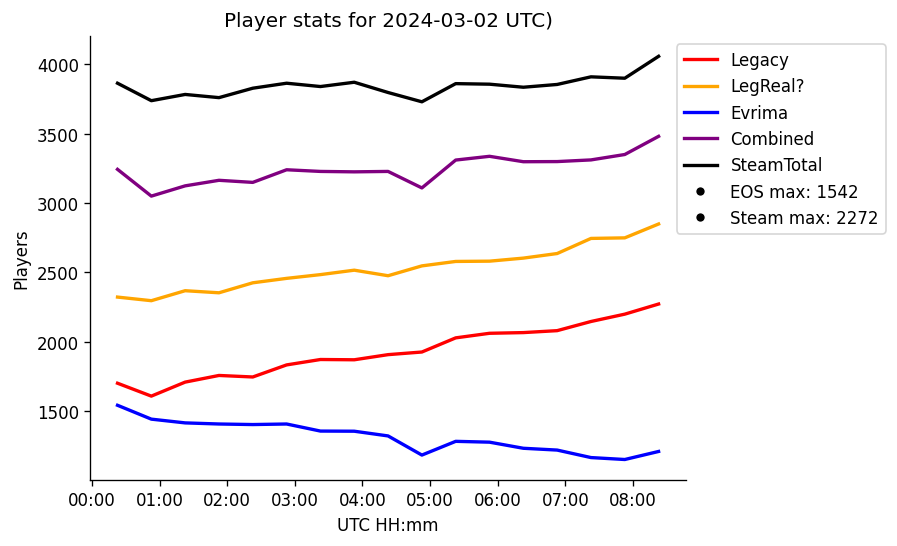 Player stats for 2024-03-02 UTC)
Players
4000
3500
3000
2500
2000
1500
00:00 01:00 02:00 03:00 04:00 05:00 06:00 07:00 08:00
UTC HH:mm
Legacy
LegReal?
Evrima
Combined
SteamTotal
EOS max: 1542
Steam max: 2272